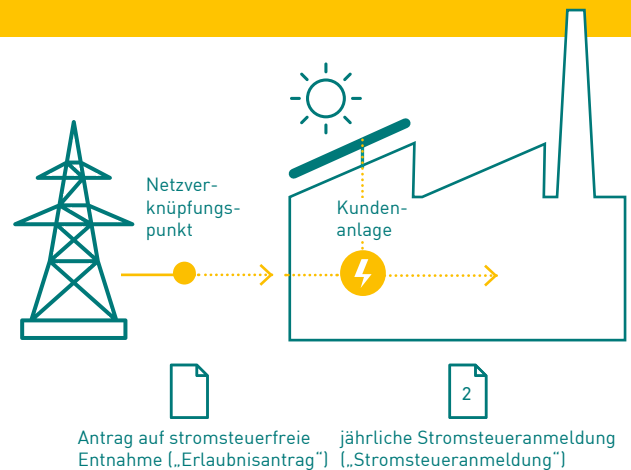 Netzver-
knüpfungs-
punkt
Kunden-
anlage
2
Antrag auf stromsteuerfreie
Entnahme („Erlaubnisantrag“)
jährliche Stromsteueranmeldung
(„Stromsteueranmeldung“)